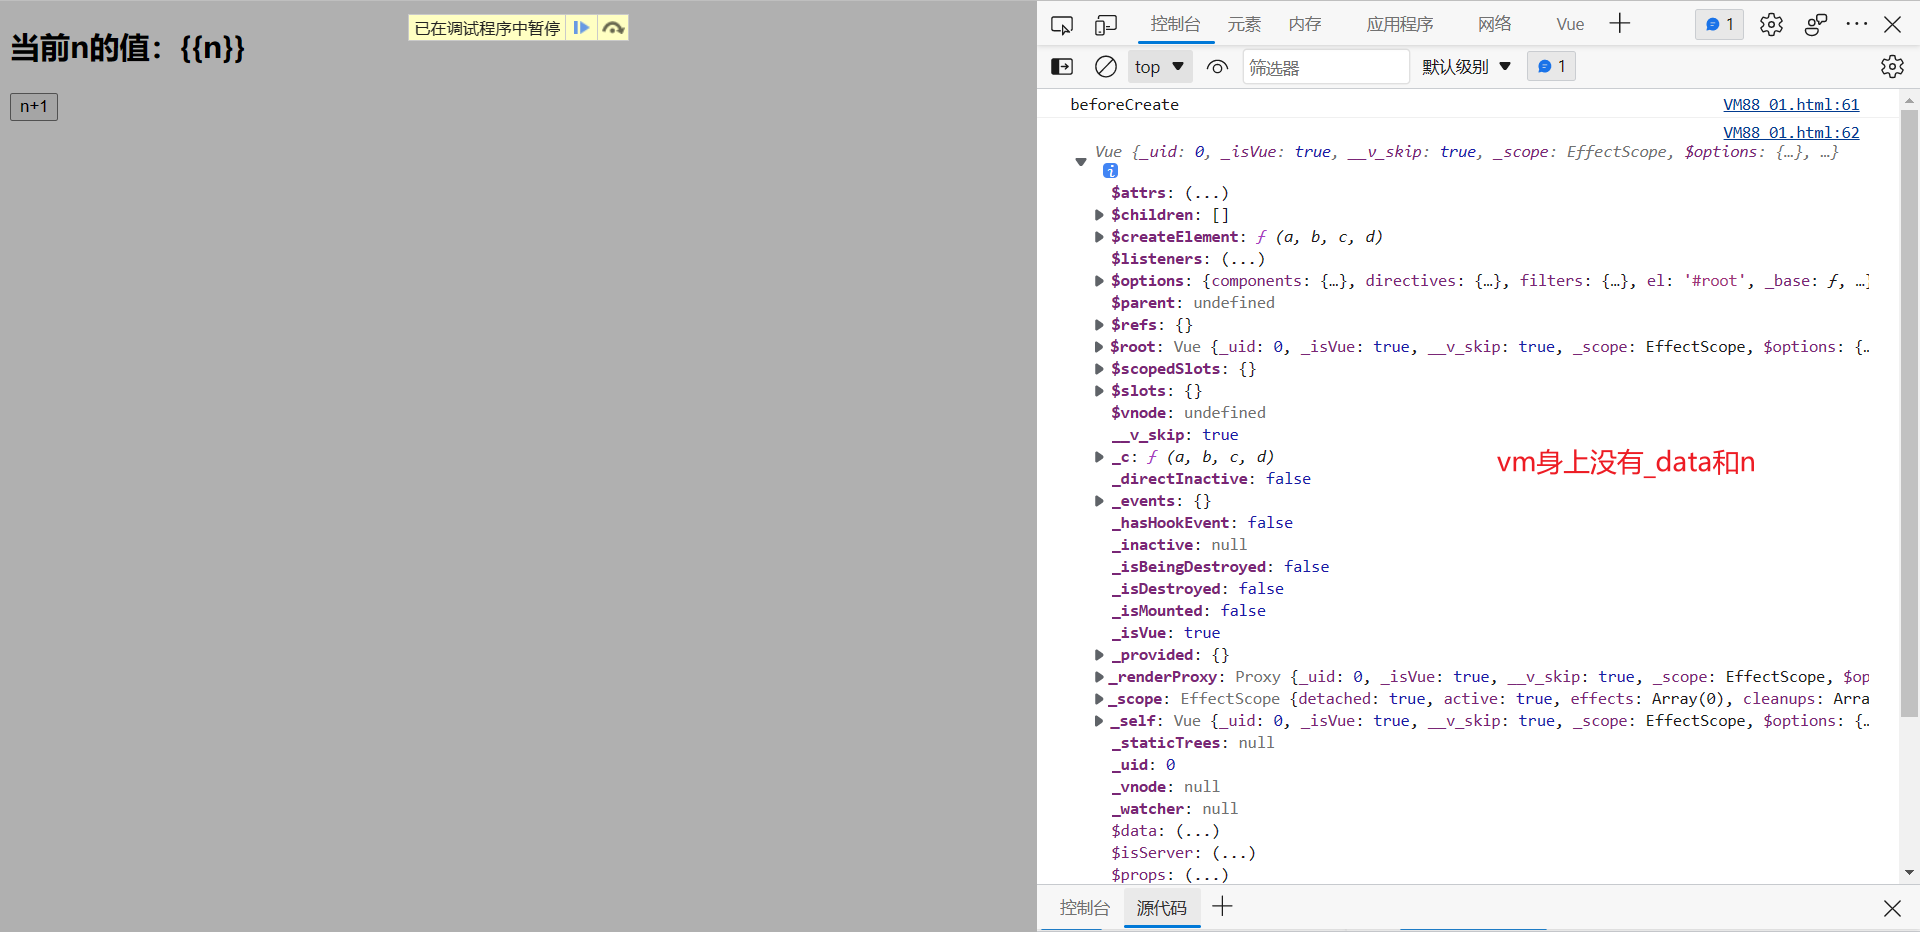 已在调试程序中暂停
当前n的值：{{n}}
n+1
控制台 元素 内存 应用程序 网络 Vue 1
top 筛选器 默认级别 1
beforeCreate VM88 01.html:61
VM88 01.html:62
Vue {_uid: 0, _isVue: true, __v_skip: true, _scope: EffectScope, $options: {…}, …}
i
$attrs: (...)
$children: []
$createElement: ƒ (a, b, c, d)
$listeners: (...)
$options: {components: {…}, directives: {…}, filters: {…}, el: '#root', _base: ƒ, …}
$parent: undefined
$refs: {}
$root: Vue {_uid: 0, _isVue: true, __v_skip: true, _scope: EffectScope, $options: {…
$scopedSlots: {}
$slots: {}
$vnode: undefined
__v_skip: true
_c: ƒ (a, b, c, d)
vm身上没有_data和n
_directInactive: false
_events: {}
_hasHookEvent: false
_inactive: null
_isBeingDestroyed: false
_isDestroyed: false
_isMounted: false
_isVue: true
_provided: {}
_renderProxy: Proxy {_uid: 0, _isVue: true, __v_skip: true, _scope: EffectScope, $op
_scope: EffectScope {detached: true, active: true, effects: Array(0), cleanups: Arra
_self: Vue {_uid: 0, _isVue: true, __v_skip: true, _scope: EffectScope, $options: {…
_staticTrees: null
_uid: 0
_vnode: null
_watcher: null
$data: (...)
$isServer: (...)
$props: (...)
控制台 源代码